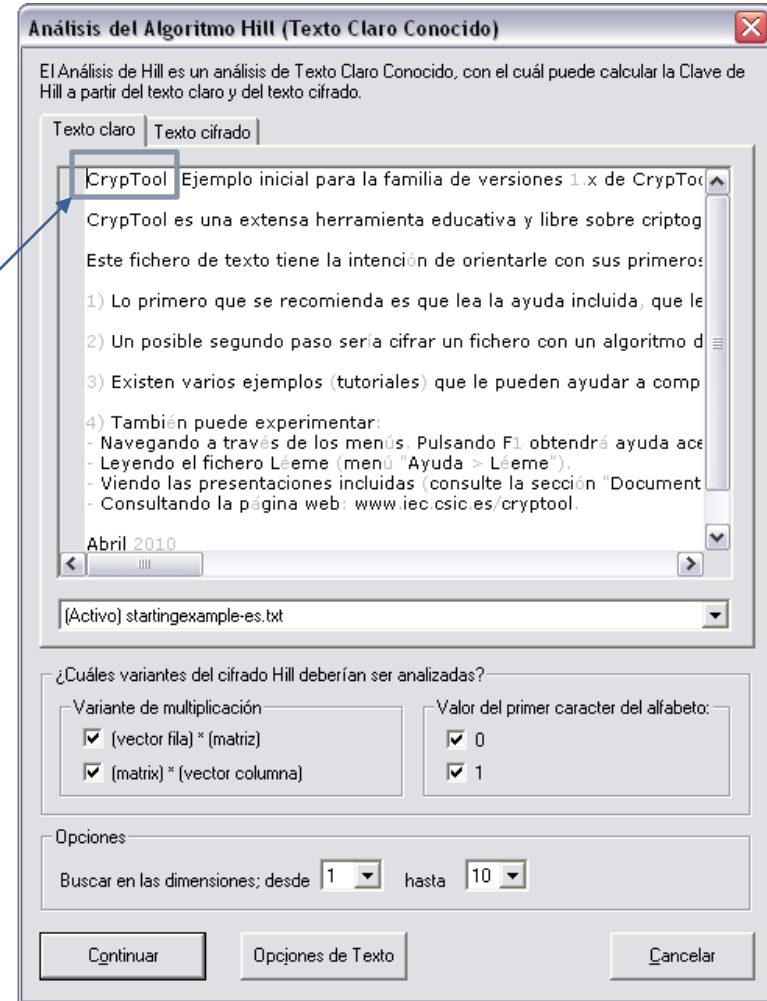 Análisis del Algoritmo Hill (Texto Claro Conocido)
El Análisis de Hill es un análisis de Texto Claro Conocido, con el cuál puede calcular la Clave de
Hill a partir del texto claro y del texto cifrado.
Texto claro Texto cifrado
CrypTool Ejemplo inicial para la familia de versiones 1.x de CrypToo
CrypTool es una extensa herramienta educativa y libre sobre criptog
Este fichero de texto tiene la intención de orientarle con sus primeros
1) Lo primero que se recomienda es que lea la ayuda incluida, que le
2) Un posible segundo paso sería cifrar un fichero con un algoritmo d
3) Existen varios ejemplos (tutoriales) que le pueden ayudar a comp
4) También puede experimentar:
- Navegando a través de los menús. Pulsando F1 obtendrá ayuda ace
- Leyendo el fichero Léeme (menú "Ayuda > Léeme").
- Viendo las presentaciones incluidas (consulte la sección "Document
- Consultando la página web: www.iec.csic.es/cryptool.
Abril 2010
(Activo) startingexample-es.txt
¿Cuáles variantes del cifrado Hill deberían ser analizadas?
Variante de multiplicación
(vector fila) * (matriz)
(matrix) * (vector columna)
Valor del primer caracter del alfabeto:
0
1
Opciones
Buscar en las dimensiones; desde 1 hasta 10
Continuar Opciones de Texto Cancelar